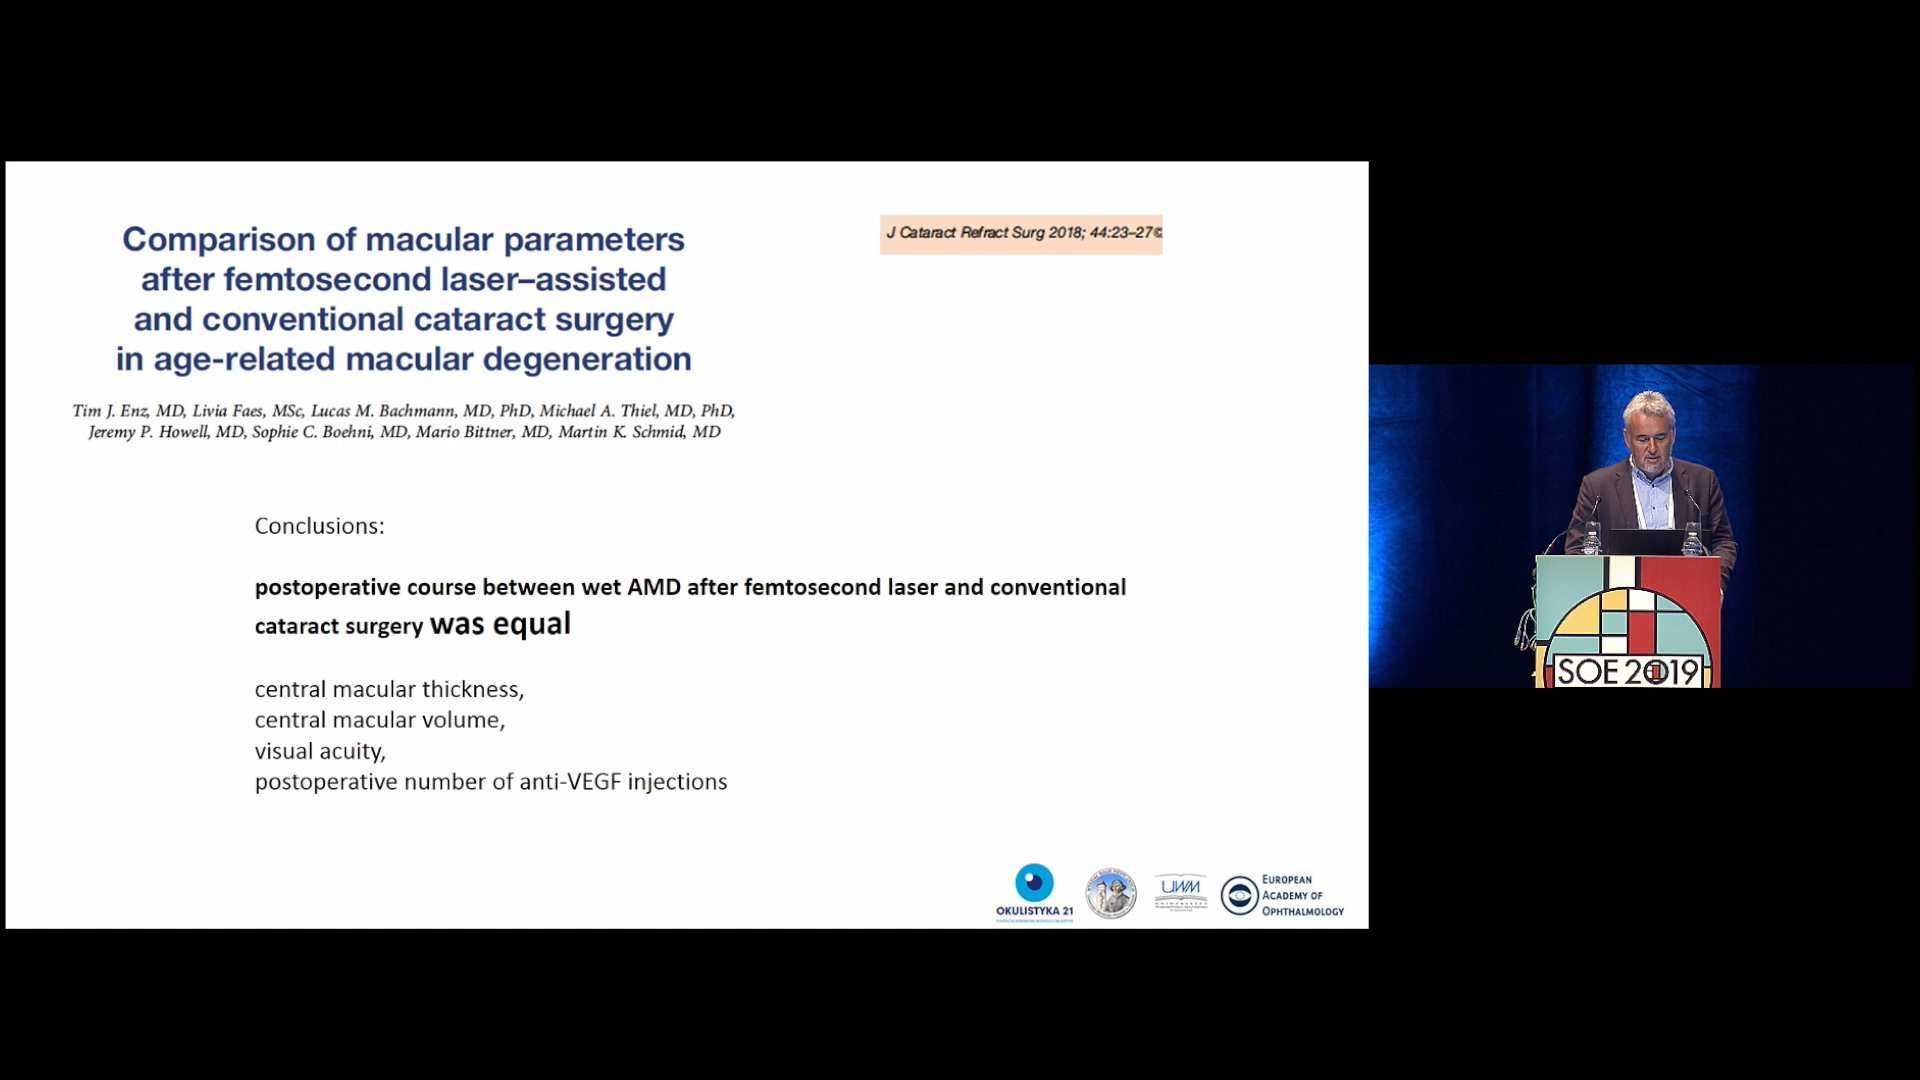 Comparison of macular parameters
after femtosecond laser–assisted
and conventional cataract surgery
in age-related macular degeneration
J Cataract Refract Surg 2018; 44:23–27©
Tim J. Enz, MD, Livia Faes, MSc, Lucas M. Bachmann, MD, PhD, Michael A. Thiel, MD, PhD,
Jeremy P. Howell, MD, Sophie C. Boehni, MD, Mario Bittner, MD, Martin K. Schmid, MD
Conclusions:
postoperative course between wet AMD after femtosecond laser and conventional
cataract surgery was equal
central macular thickness,
central macular volume,
visual acuity,
postoperative number of anti-VEGF injections
OKULISTYKA 21
UWM
EUROPEAN
ACADEMY OF
OPHTHALMOLOGY
SOE 2019